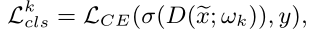 $\mathcal{L}_{cls}^{k} = \mathcal{L}_{CE}(\sigma(D(\widetilde{x}; \omega_k)), y),$